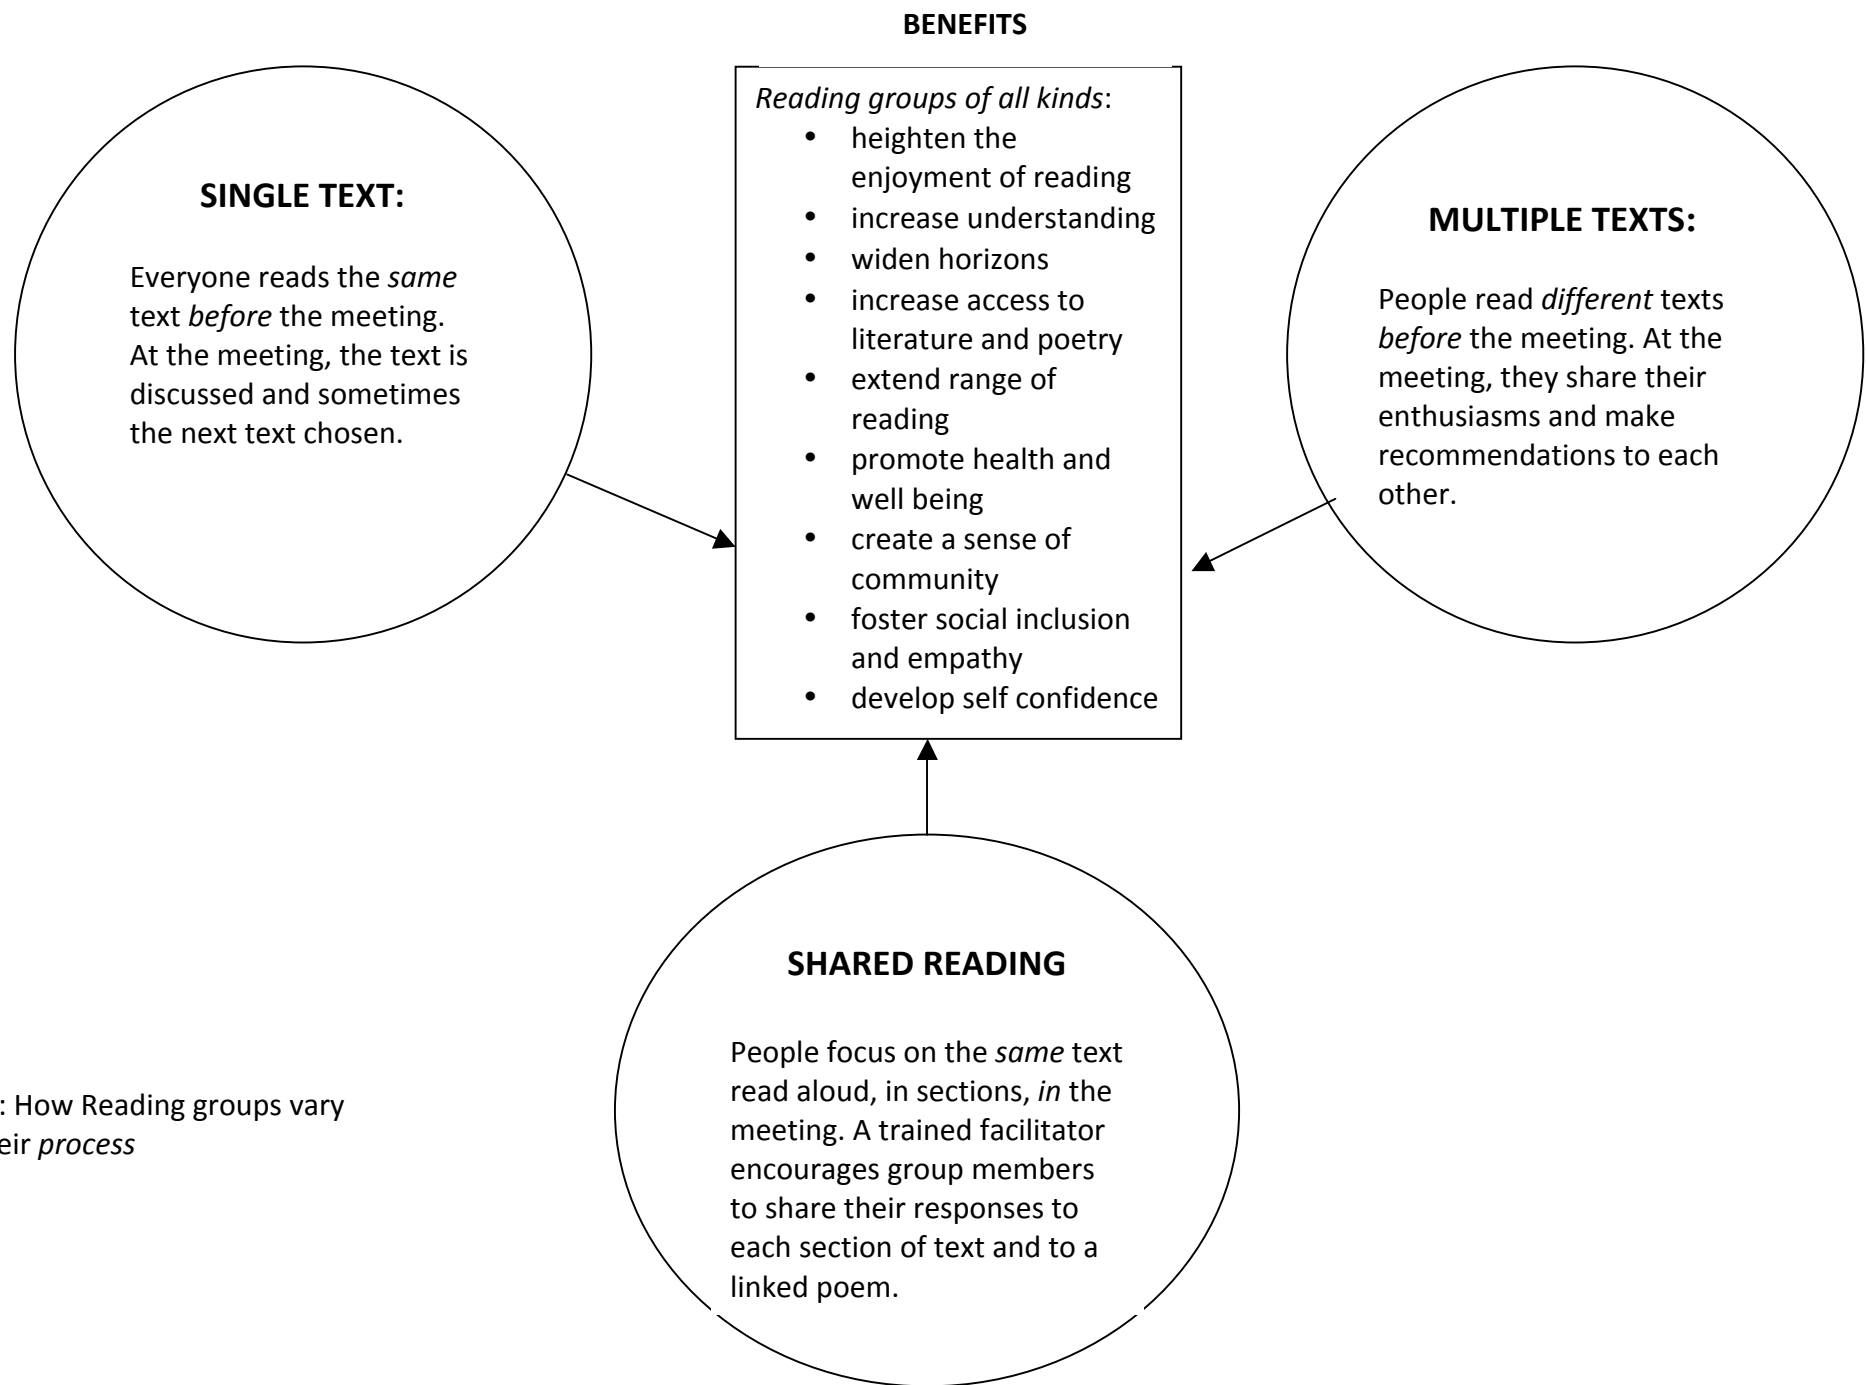 BENEFITS
SINGLE TEXT:
Everyone reads the same
text before the meeting.
At the meeting, the text is
discussed and sometimes
the next text chosen.
Reading groups of all kinds:
• heighten the
enjoyment of reading
• increase understanding
• widen horizons
• increase access to
literature and poetry
• extend range of
reading
• promote health and
well being
• create a sense of
community
• foster social inclusion
and empathy
• develop self confidence
MULTIPLE TEXTS:
People read different texts
before the meeting. At the
meeting, they share their
enthusiasms and make
recommendations to each
other.
SHARED READING
People focus on the same text
read aloud, in sections, in the
meeting. A trained facilitator
encourages group members
to share their responses to
each section of text and to a
linked poem.
: How Reading groups vary
process